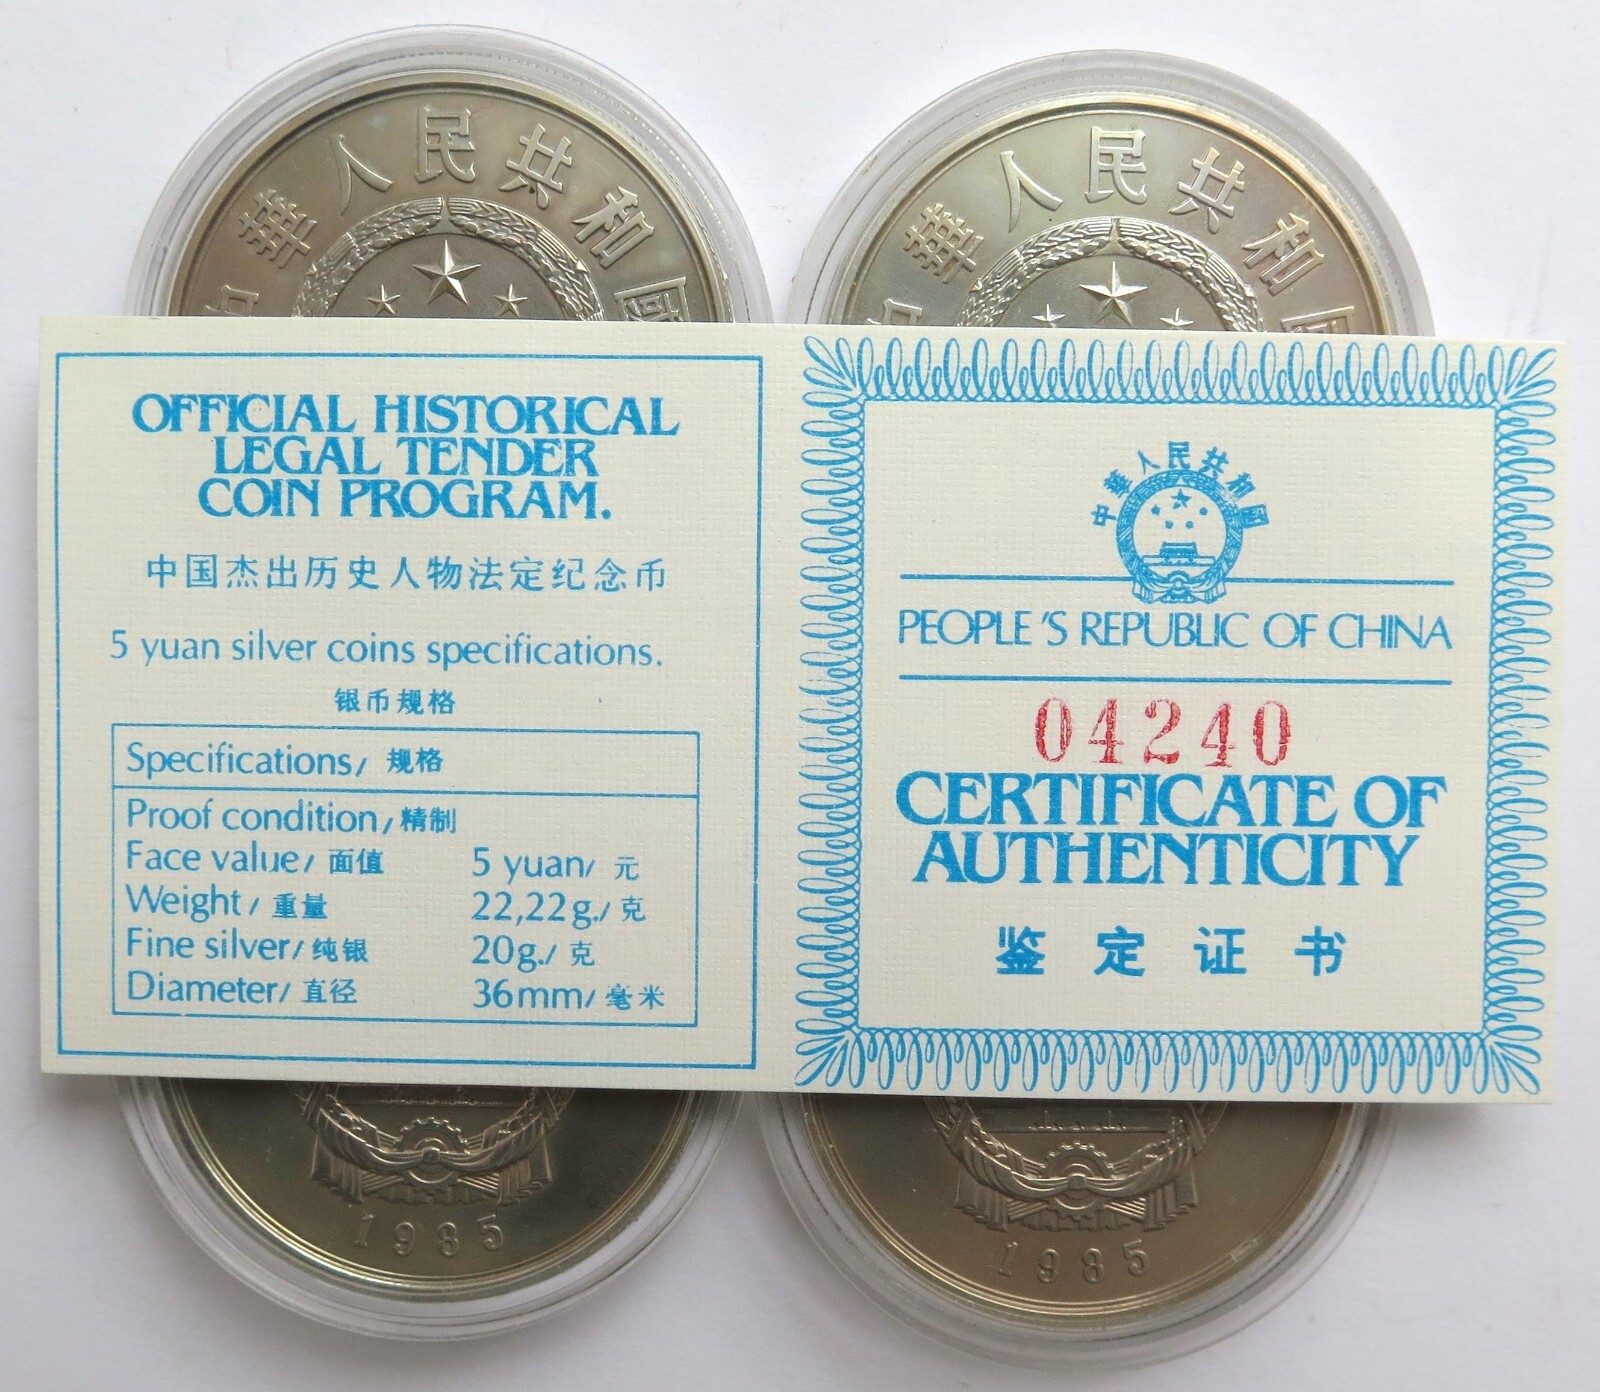 中華人民共和國
中華人民共和國
OFFICIAL HISTORICAL
LEGAL TENDER
COIN PROGRAM.
中国杰出历史人物法定纪念币
5 yuan silver coins specifications.
银币规格
Specifications/ 规格
Proof condition/精制
Face value/ 面值 5 yuan/ 元
Weight/ 重量 22,22g./ 克
Fine silver/ 纯银 20g./ 克
Diameter/ 直径 36mm/ 毫米
中華人民共和國
PEOPLE'S REPUBLIC OF CHINA
04240
CERTIFICATE OF
AUTHENTICITY
鉴定证书
1985
1985